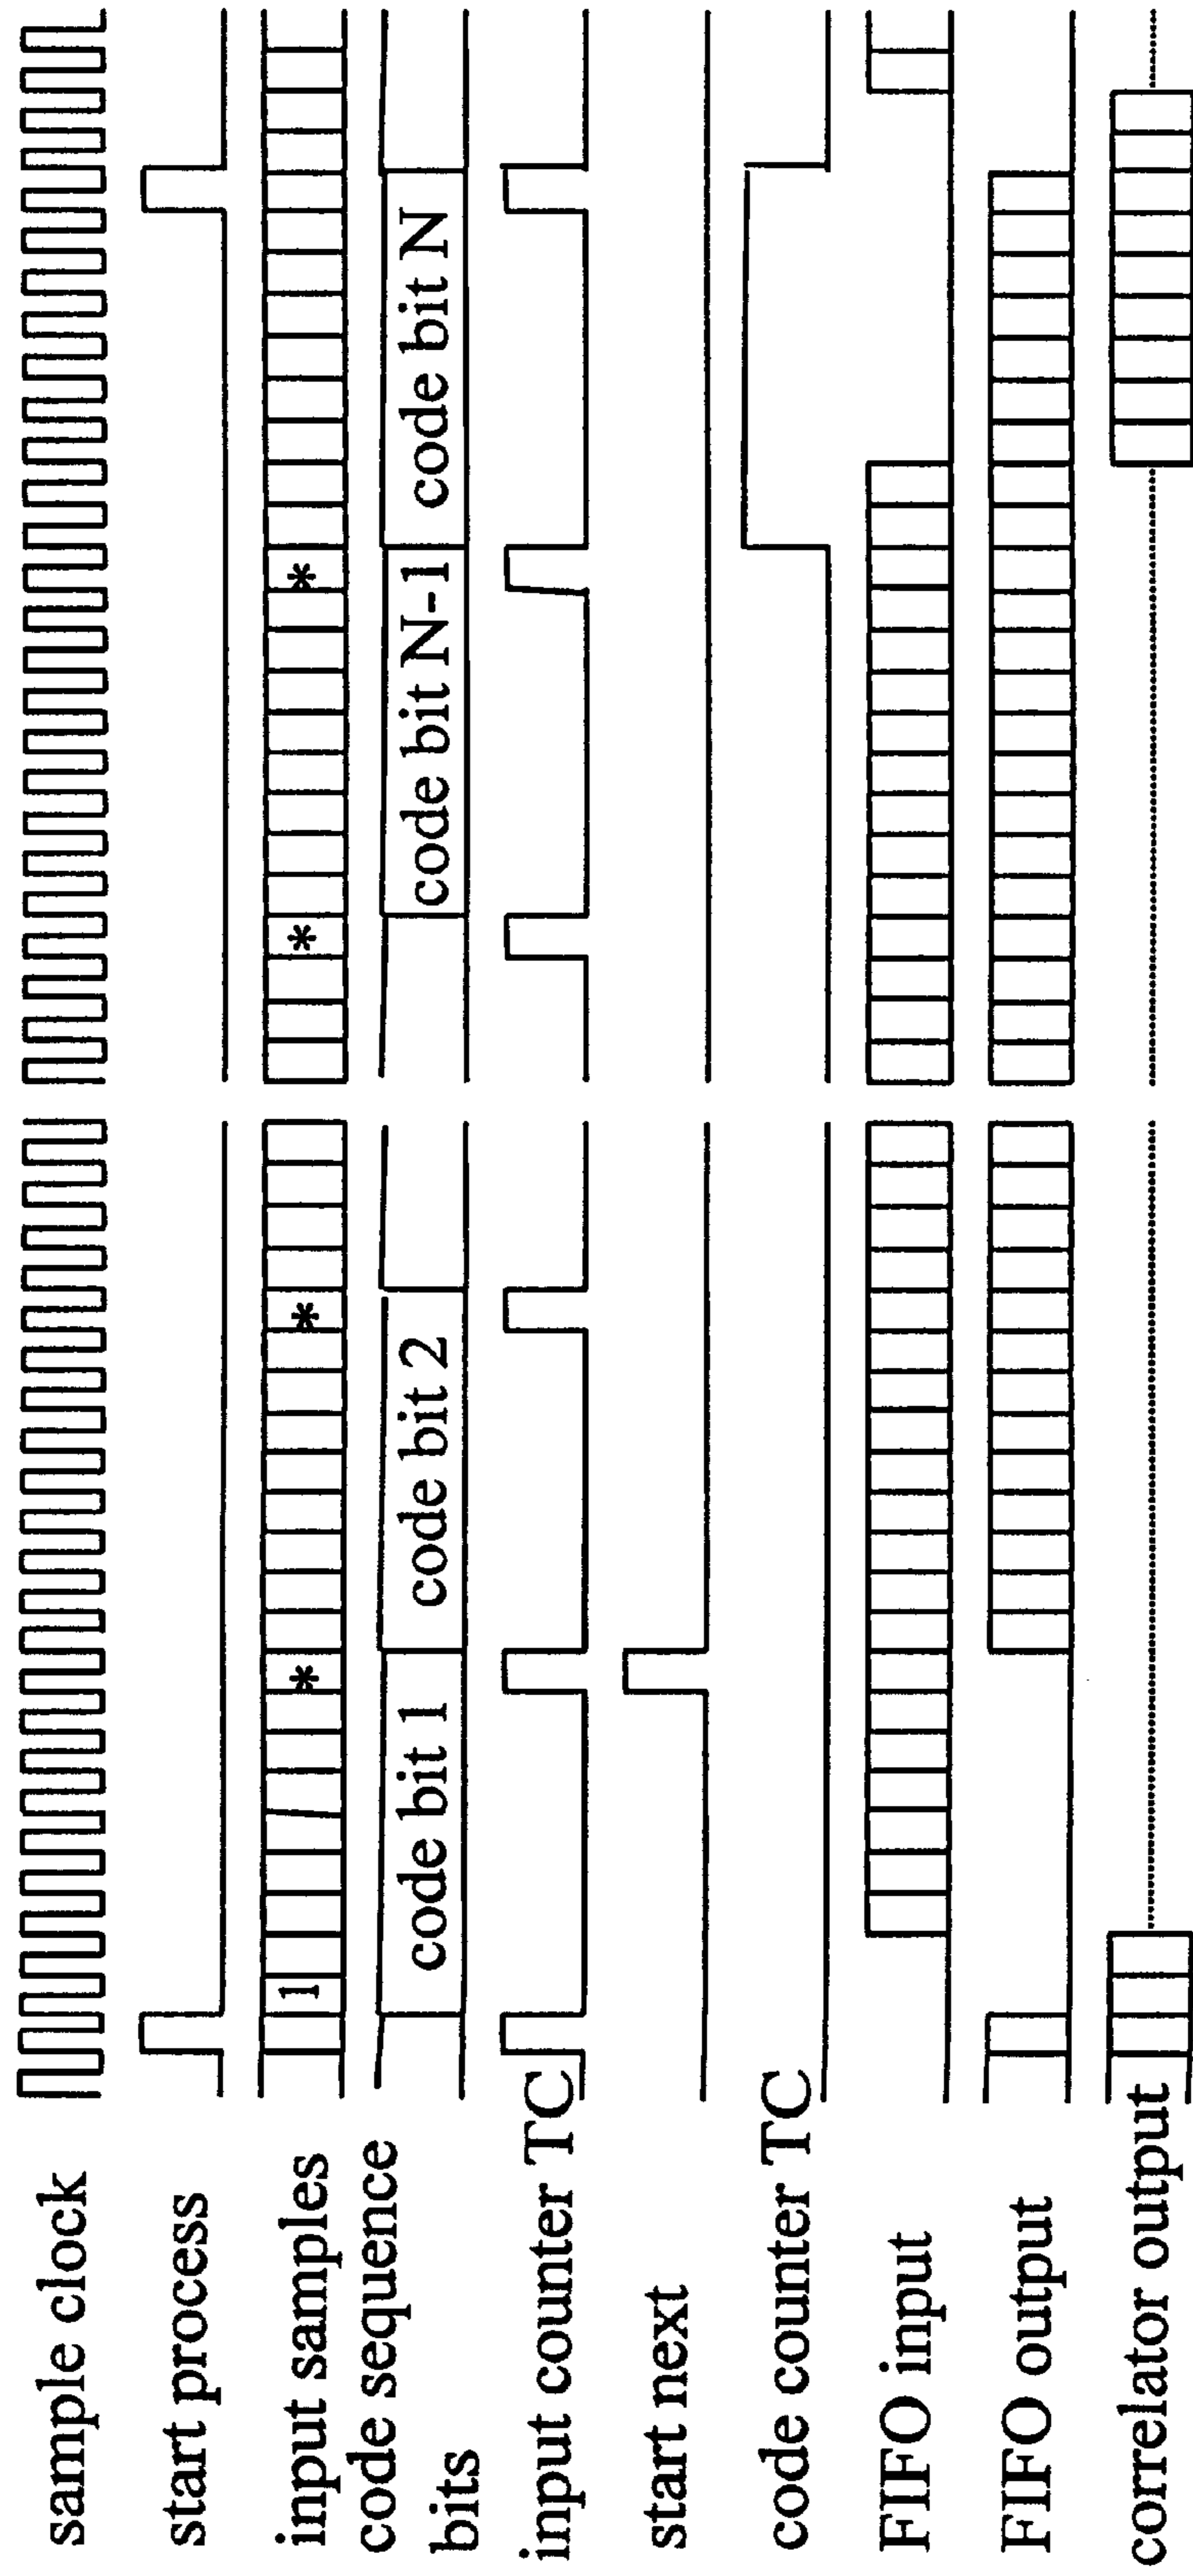 sample clock
start process
input samples
1 * * * *
code sequence
bits
code bit 1 code bit 2 code bit N-1 code bit N
input counter TC
start next
code counter TC
FIFO input
FIFO output
correlator output